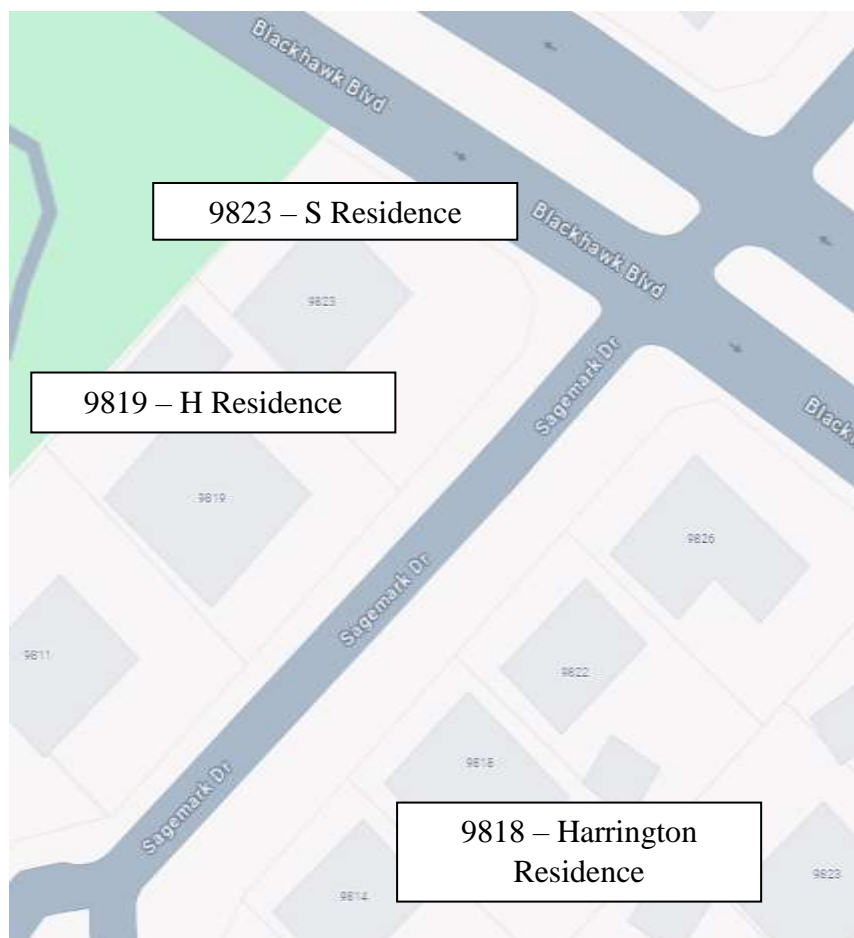 Blackhawk Blvd
9823 – S Residence
Blackhawk Blvd
9823
Sagemark Dr
9819 – H Residence
Black
9819
9826
Sagemark Dr
9811
9822
9818
Sagemark Dr
9818 – Harrington
Residence
9814
9823